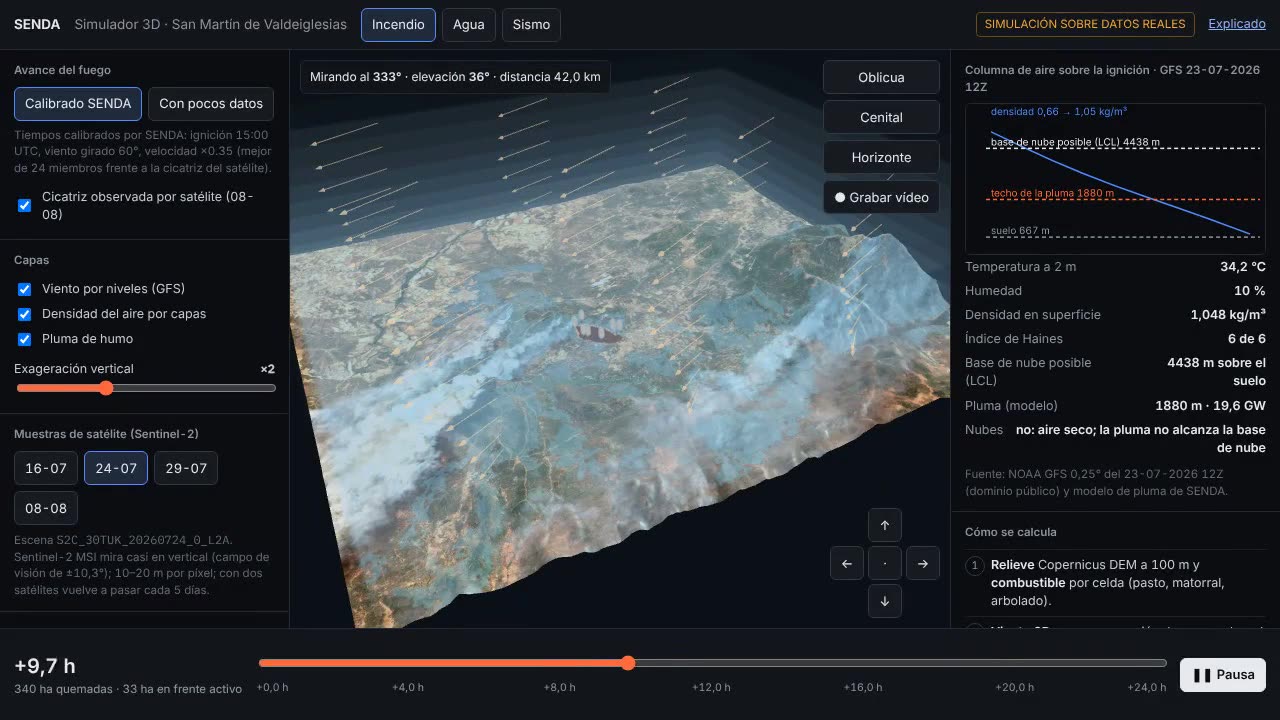 SENDA Simulador 3D · San Martín de Valdeiglesias Incendio Agua Sismo
SIMULACIÓN SOBRE DATOS REALES Explicado
Avance del fuego
Calibrado SENDA Con pocos datos
Tiempos calibrados por SENDA: ignición 15:00
UTC, viento girado 60°, velocidad ×0.35 (mejor
de 24 miembros frente a la cicatriz del satélite).
Cicatriz observada por satélite (08-
08)
Capas
Viento por niveles (GFS)
Densidad del aire por capas
Pluma de humo
Exageración vertical ×2
Muestras de satélite (Sentinel-2)
16-07 24-07 29-07
08-08
Escena S2C_30TUK_20260724_0_L2A.
Sentinel-2 MSI mira casi en vertical (campo de
visión de ±10,3°); 10–20 m por píxel; con dos
satélites vuelve a pasar cada 5 días.
Mirando al 333° · elevación 36° · distancia 42,0 km
Oblicua
Cenital
Horizonte
Grabar vídeo
↑
← · →
↓
Columna de aire sobre la ignición · GFS 23-07-2026
12Z
densidad 0,66 → 1,05 kg/m³
base de nube posible (LCL) 4438 m
techo de la pluma 1880 m
suelo 667 m
Temperatura a 2 m 34,2 °C
Humedad 10 %
Densidad en superficie 1,048 kg/m³
Índice de Haines 6 de 6
Base de nube posible 4438 m sobre el
(LCL) suelo
Pluma (modelo) 1880 m · 19,6 GW
Nubes no: aire seco; la pluma no alcanza la base
de nube
Fuente: NOAA GFS 0,25° del 23-07-2026 12Z
(dominio público) y modelo de pluma de SENDA.
Cómo se calcula
1 Relieve Copernicus DEM a 100 m y
combustible por celda (pasto, matorral,
arbolado).
+9,7 h
340 ha quemadas · 33 ha en frente activo
+0,0 h +4,0 h +8,0 h +12,0 h +16,0 h +20,0 h +24,0 h
Pausa